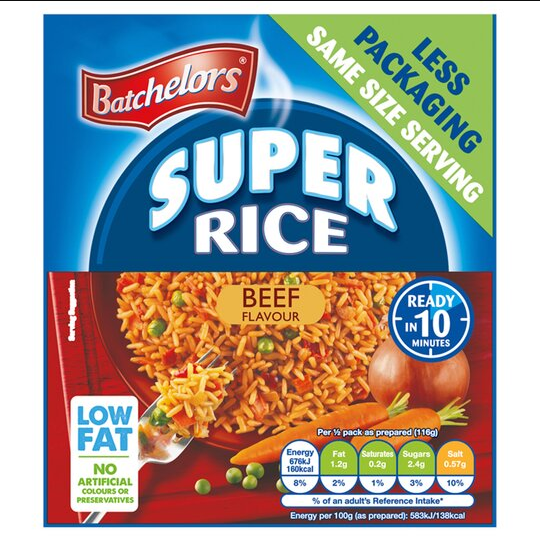 Batchelors®
LESS
PACKAGING
SAME SIZE SERVING
SUPER
RICE
BEEF
FLAVOUR
READY
IN 10
MINUTES
Serving Suggestion
LOW
FAT
NO
ARTIFICIAL
COLOURS OR
PRESERVATIVES
Per ½ pack as prepared (116g)
Energy
676kJ
160kcal
8%
Fat
1.2g
2%
Saturates
0.2g
1%
Sugars
2.4g
3%
Salt
0.57g
10%
% of an adult's Reference Intake*
Energy per 100g (as prepared): 583kJ/138kcal